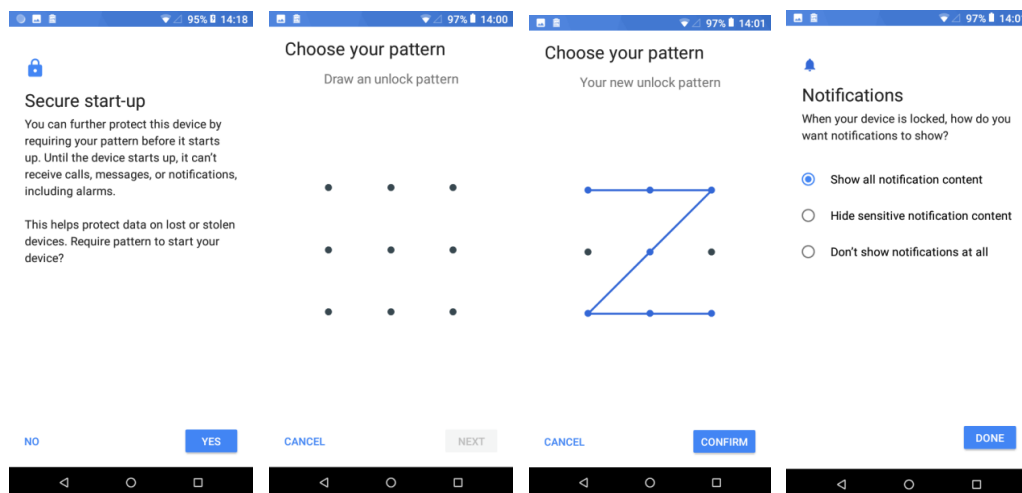 95% 14:18
Secure start-up
You can further protect this device by
requiring your pattern before it starts
up. Until the device starts up, it can't
receive calls, messages, or notifications,
including alarms.
This helps protect data on lost or stolen
devices. Require pattern to start your
device?
NO
YES
97% 14:00
Choose your pattern
Draw an unlock pattern
CANCEL
NEXT
97% 14:01
Choose your pattern
Your new unlock pattern
CANCEL
CONFIRM
97% 14:01
Notifications
When your device is locked, how do you
want notifications to show?
Show all notification content
Hide sensitive notification content
Don't show notifications at all
DONE